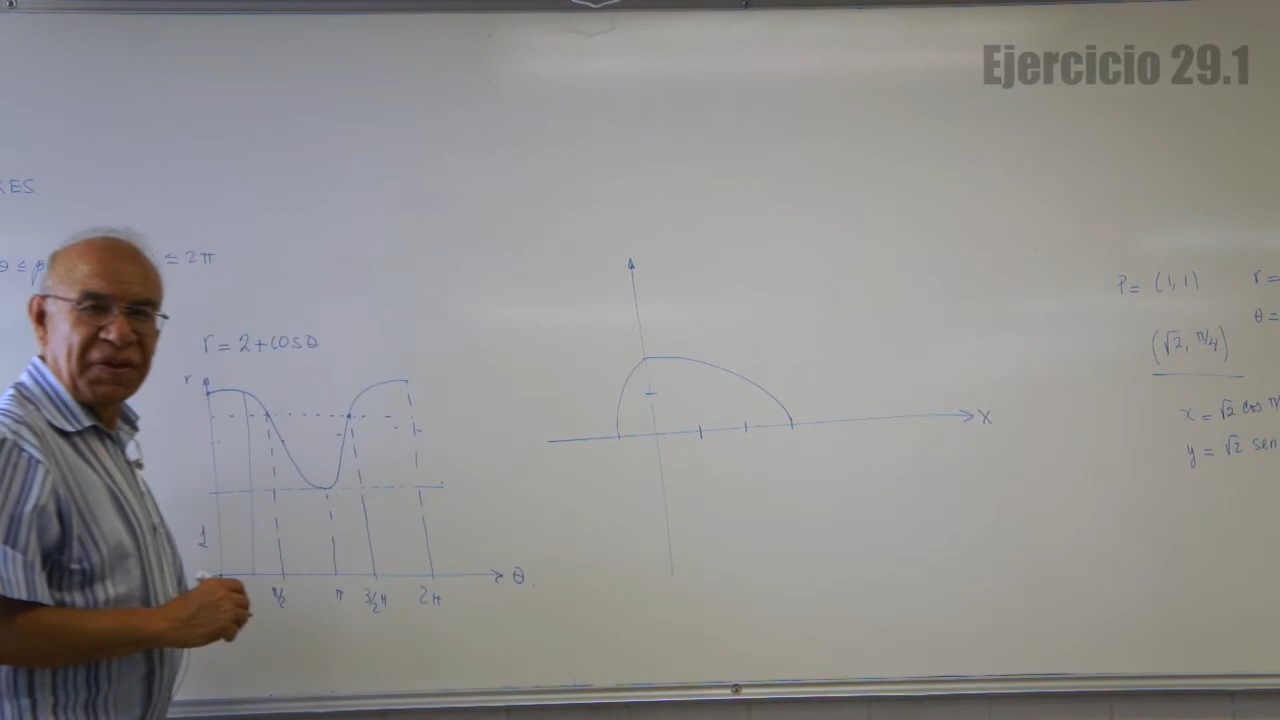 Ejercicio 29.1
RES
θ ≤ β ≤ 2π
r = 2 + cos θ
r
1
π/2 π 3/2 π 2π
θ
X
P = (1, 1) r =
θ =
(√2, π/4)
x = √2 cos π
y = √2 sen